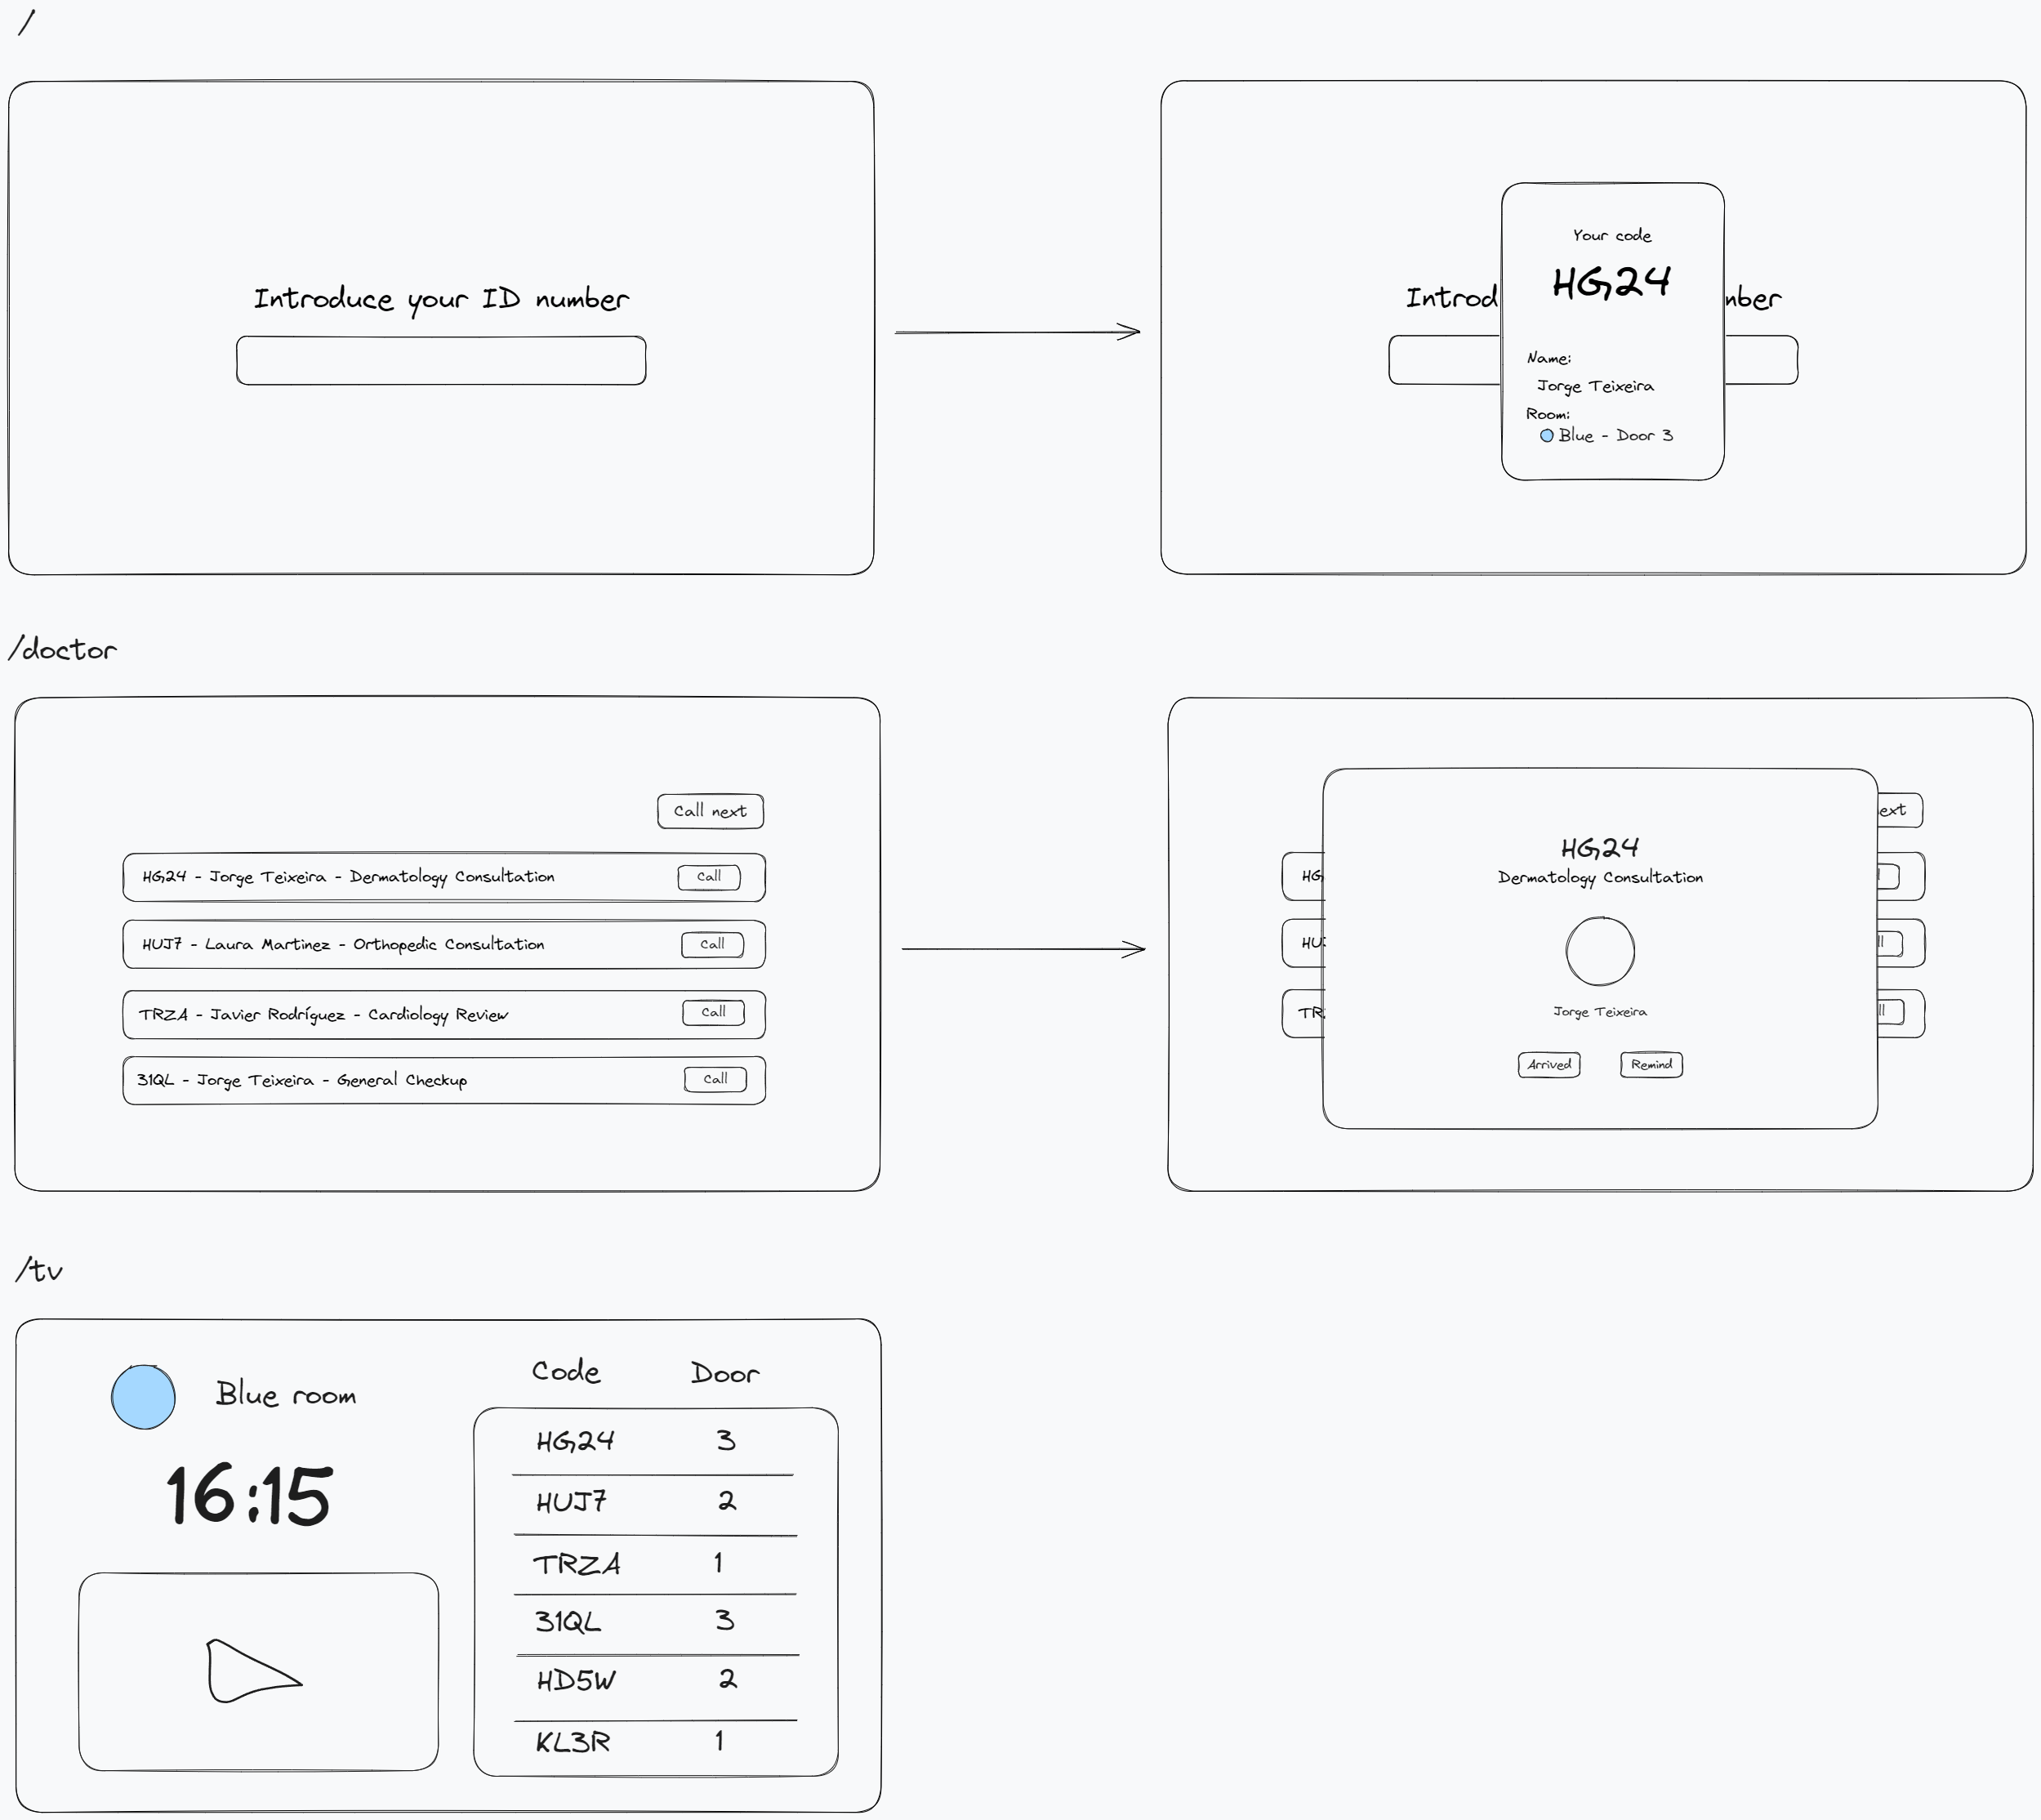 /
Introduce your ID number
Introd
nber
Your code
HG24
Name:
Jorge Teixeira
Room:
Blue - Door 3
/doctor
Call next
HG24 - Jorge Teixeira - Dermatology Consultation
Call
HUJ7 - Laura Martinez - Orthopedic Consultation
Call
TRZA - Javier Rodríguez - Cardiology Review
Call
31QL - Jorge Teixeira - General Checkup
Call
ext
HG
HUJ
ll
TR
ll
HG24
Dermatology Consultation
Jorge Teixeira
Arrived
Remind
/tv
Blue room
16:15
Code Door
HG24 3
HUJ7 2
TRZA 1
31QL 3
HD5W 2
KL3R 1